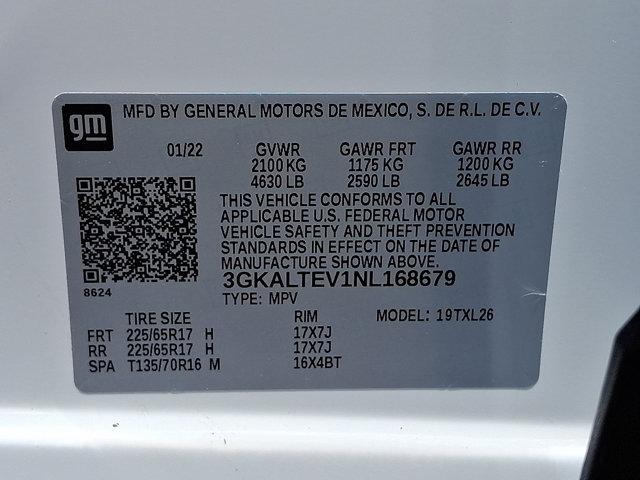 gm
MFD BY GENERAL MOTORS DE MEXICO, S. DE R.L. DE C.V.
01/22 GVWR GAWR FRT GAWR RR
2100 KG 1175 KG 1200 KG
4630 LB 2590 LB 2645 LB
THIS VEHICLE CONFORMS TO ALL
APPLICABLE U.S. FEDERAL MOTOR
VEHICLE SAFETY AND THEFT PREVENTION
STANDARDS IN EFFECT ON THE DATE OF
MANUFACTURE SHOWN ABOVE.
3GKALTEV1NL168679
8624
TYPE: MPV
TIRE SIZE RIM MODEL: 19TXL26
FRT 225/65R17 H 17X7J
RR 225/65R17 H 17X7J
SPA T135/70R16 M 16X4BT